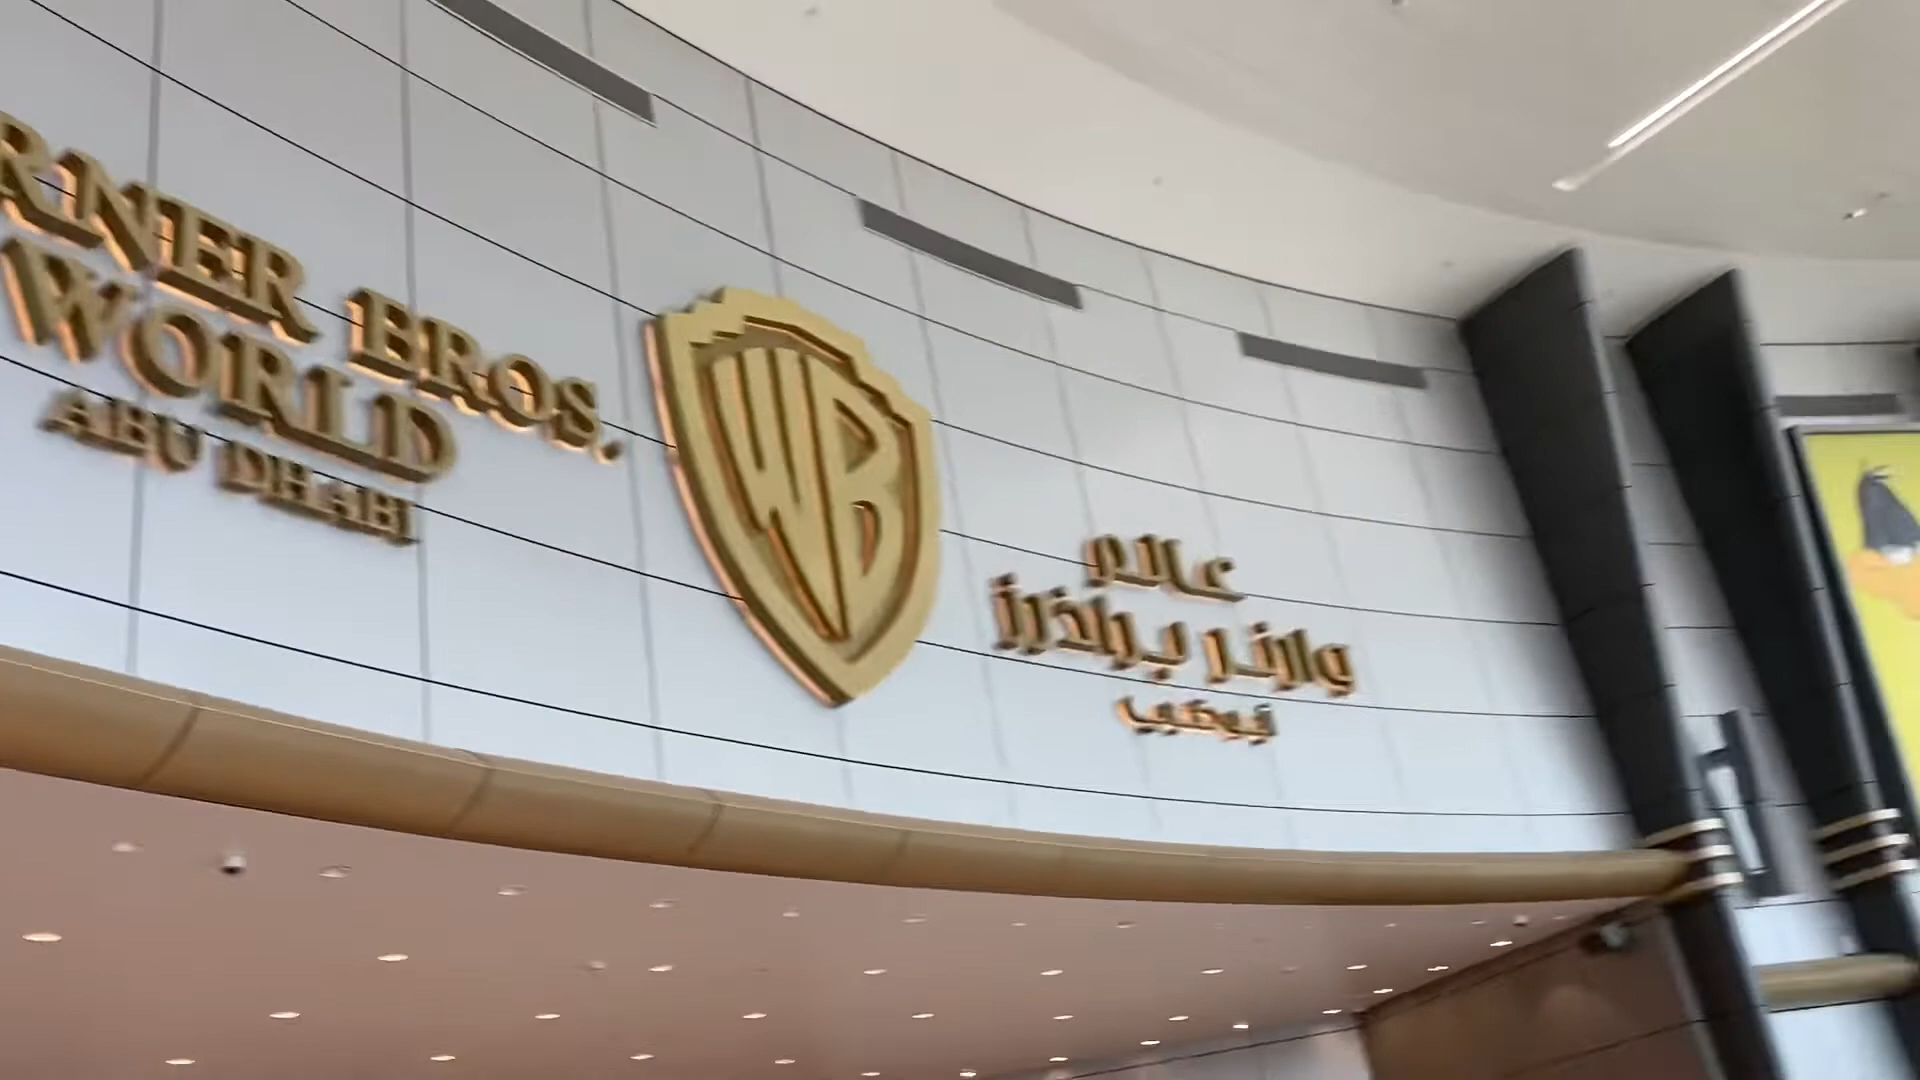 RNER BROS.
WORLD
ABU DHABI
WB
عالم
وارنر براذرز
أبوظبي